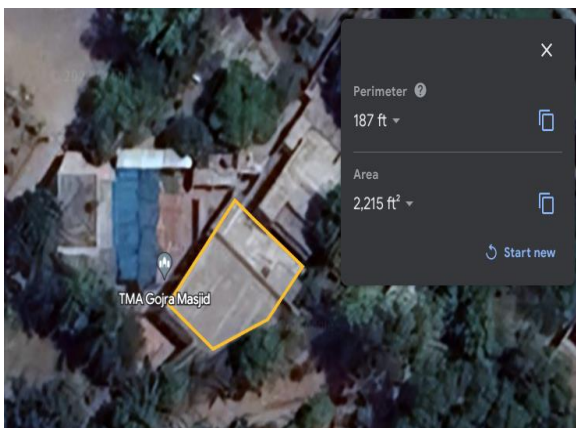 Perimeter
187 ft
Area
2,215 ft²
Start new
TMA Gojra Masjid